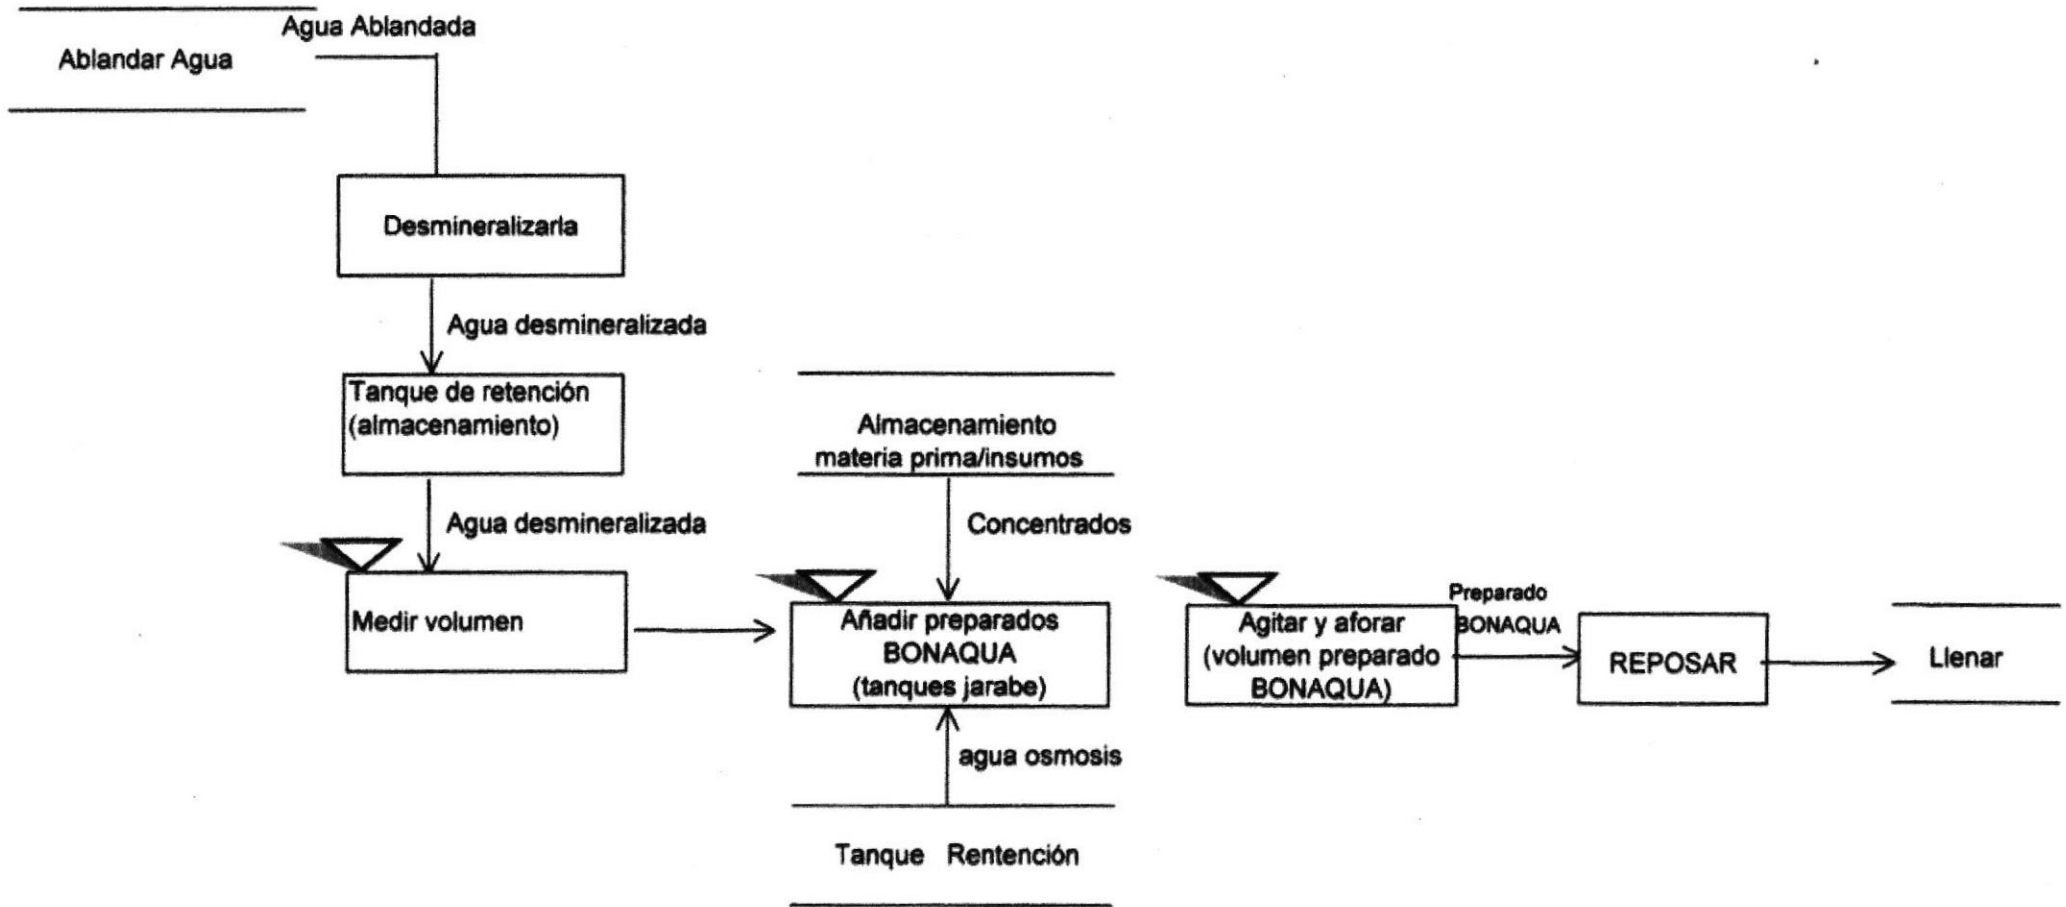 Agua Ablandada
Ablandar Agua
Desmineralizarla
Agua desmineralizada
Tanque de retención
(almacenamiento)
Almacenamiento
materia prima/insumos
Agua desmineralizada
Concentrados
Medir volumen
Añadir preparados
BONAQUA
(tanques jarabe)
Agitar y aforar
(volumen preparado
BONAQUA)
Preparado
BONAQUA
REPOSAR
Llenar
agua osmosis
Tanque Rentención